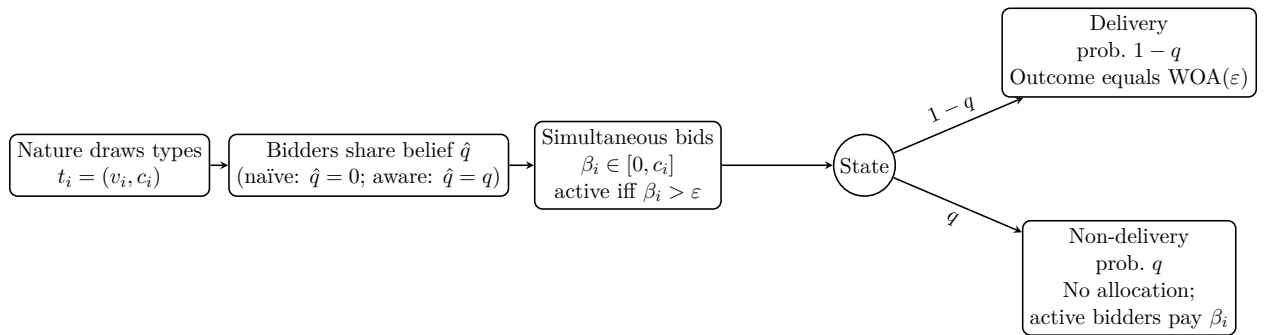 Nature draws types
t_i = (v_i, c_i)
Bidders share belief q̂
(naïve: q̂ = 0; aware: q̂ = q)
Simultaneous bids
β_i ∈ [0, c_i]
active iff β_i > ε
State
1 − q
q
Delivery
prob. 1 − q
Outcome equals WOA(ε)
Non-delivery
prob. q
No allocation;
active bidders pay β_i